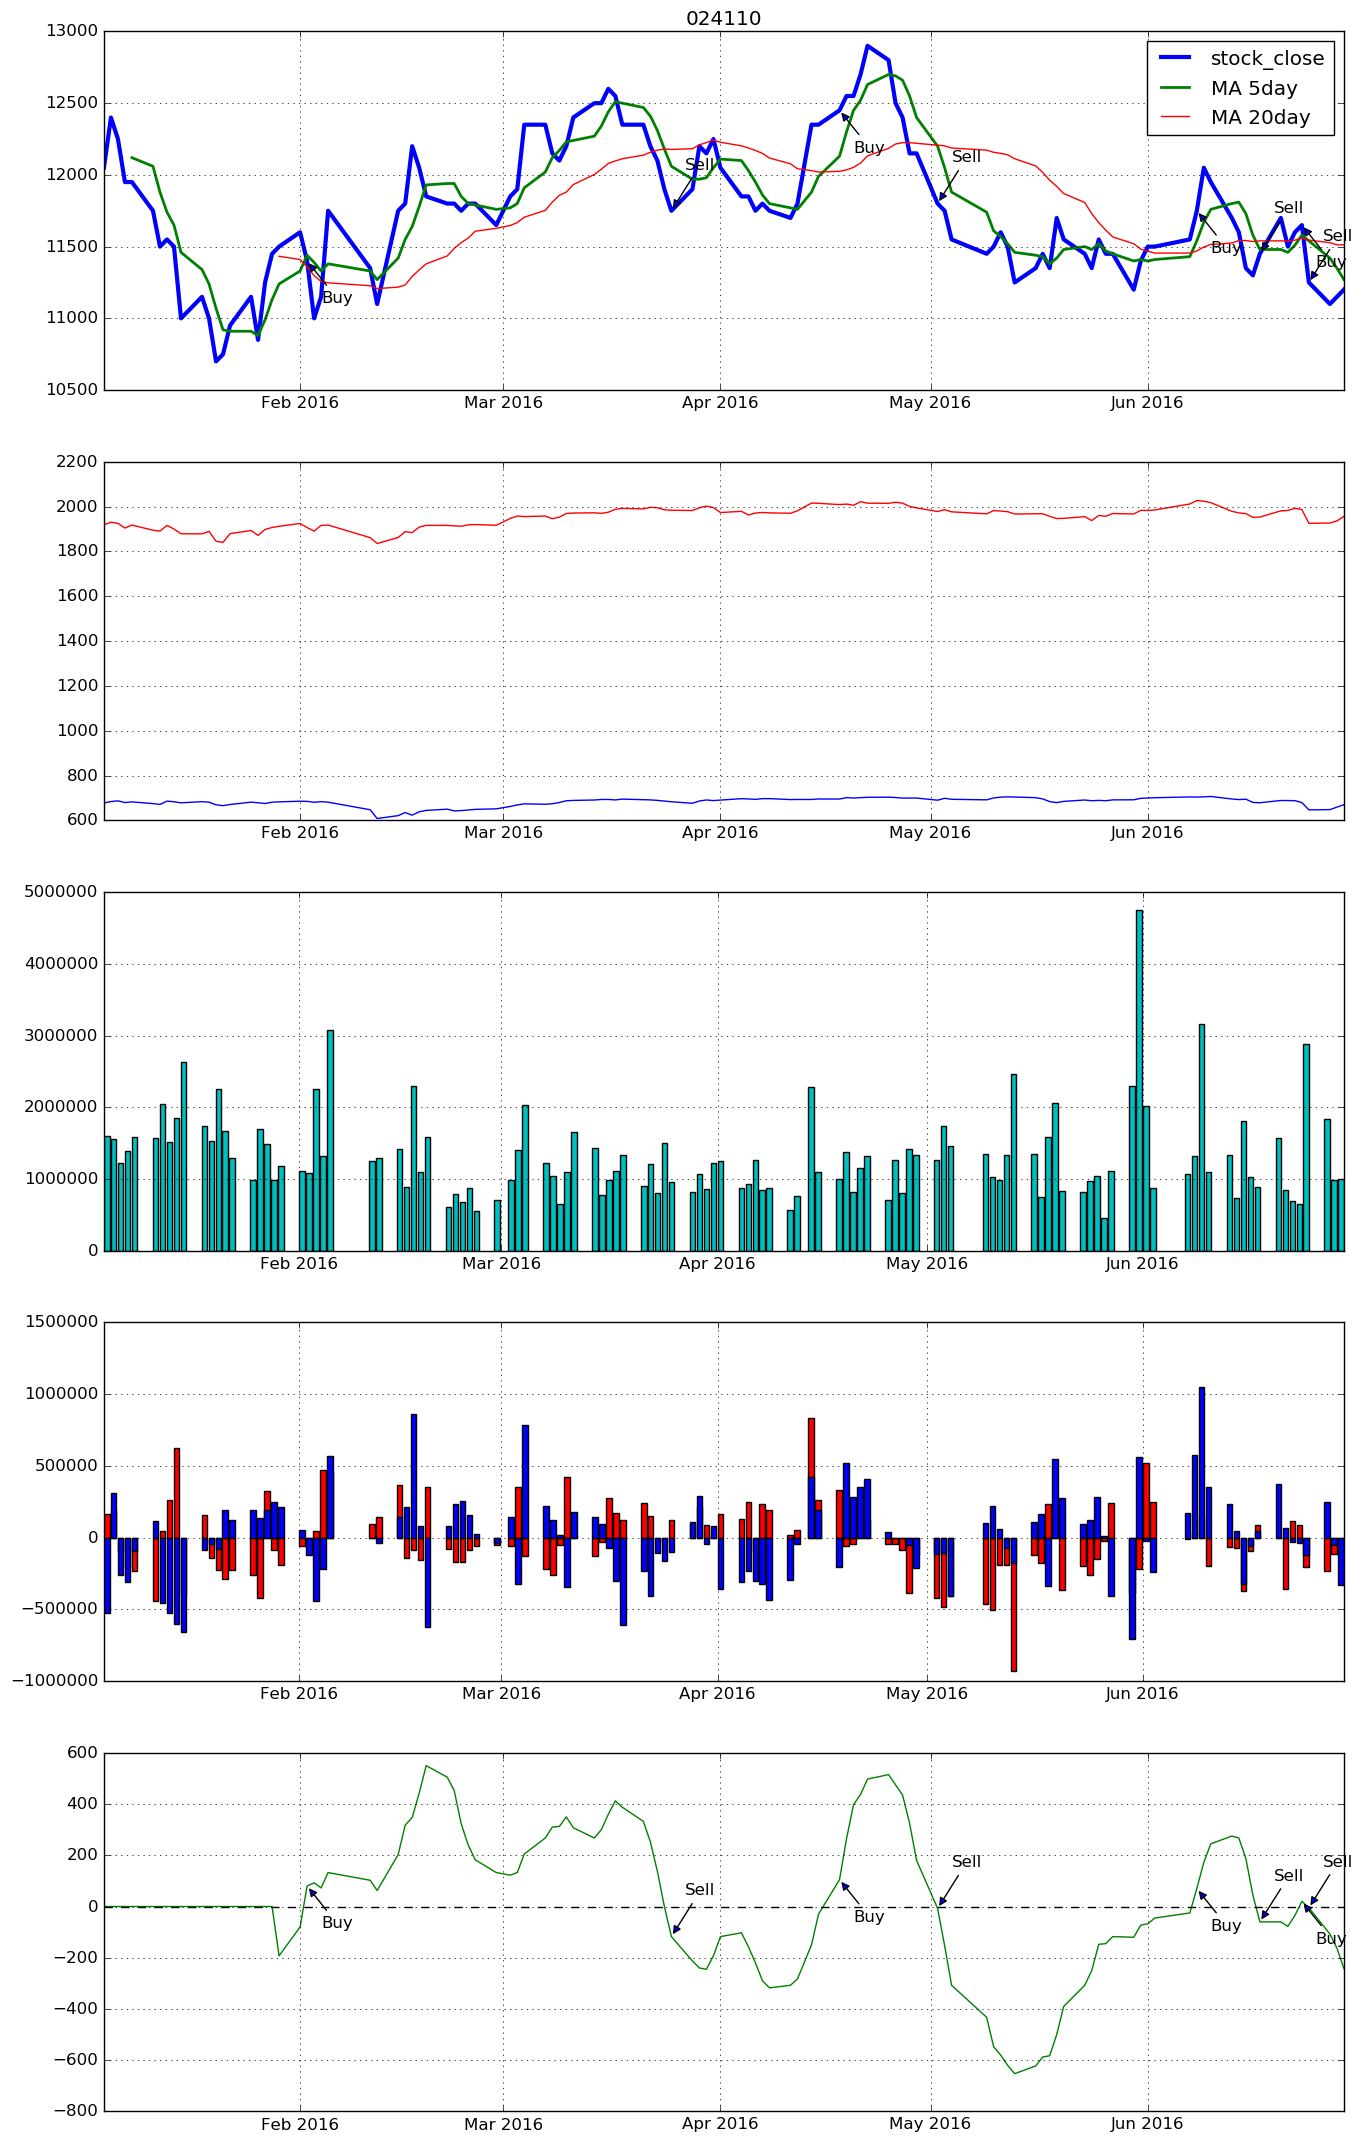 024110
13000
12500
12000
11500
11000
10500
stock_close
MA 5day
MA 20day
Buy
Sell
Buy
Sell
Buy
Sell
Buy
Sell
Feb 2016
Mar 2016
Apr 2016
May 2016
Jun 2016
2200
2000
1800
1600
1400
1200
1000
800
600
Feb 2016
Mar 2016
Apr 2016
May 2016
Jun 2016
5000000
4000000
3000000
2000000
1000000
0
Feb 2016
Mar 2016
Apr 2016
May 2016
Jun 2016
1500000
1000000
500000
0
−500000
−1000000
Feb 2016
Mar 2016
Apr 2016
May 2016
Jun 2016
600
400
200
0
−200
−400
−600
−800
Buy
Sell
Buy
Sell
Buy
Sell
Buy
Sell
Feb 2016
Mar 2016
Apr 2016
May 2016
Jun 2016